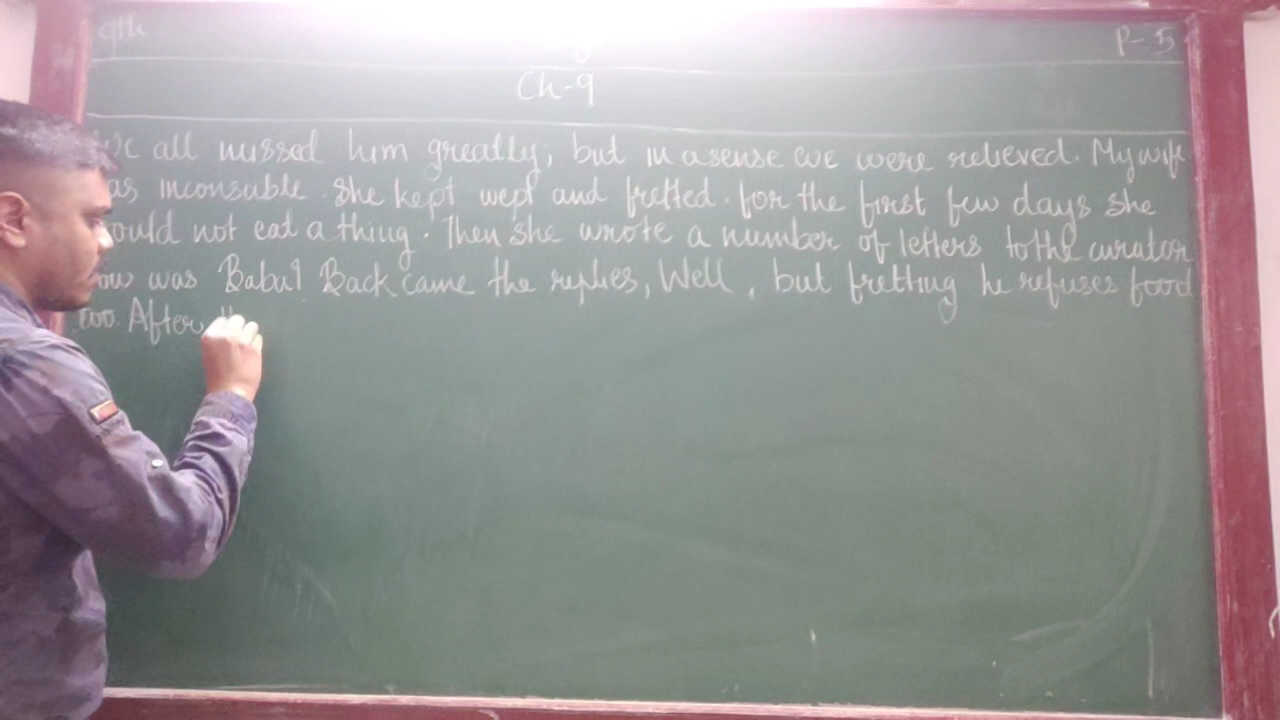 9th
P-5
Ch-9
We all missed him greatly, but in a sense we were relieved. My wife
was inconsable. She kept wept and fretted. for the first few days she
would not eat a thing. Then she wrote a number of letters to the curator
How was Baba? Back came the replies, Well, but fretting he refuses food
too. After